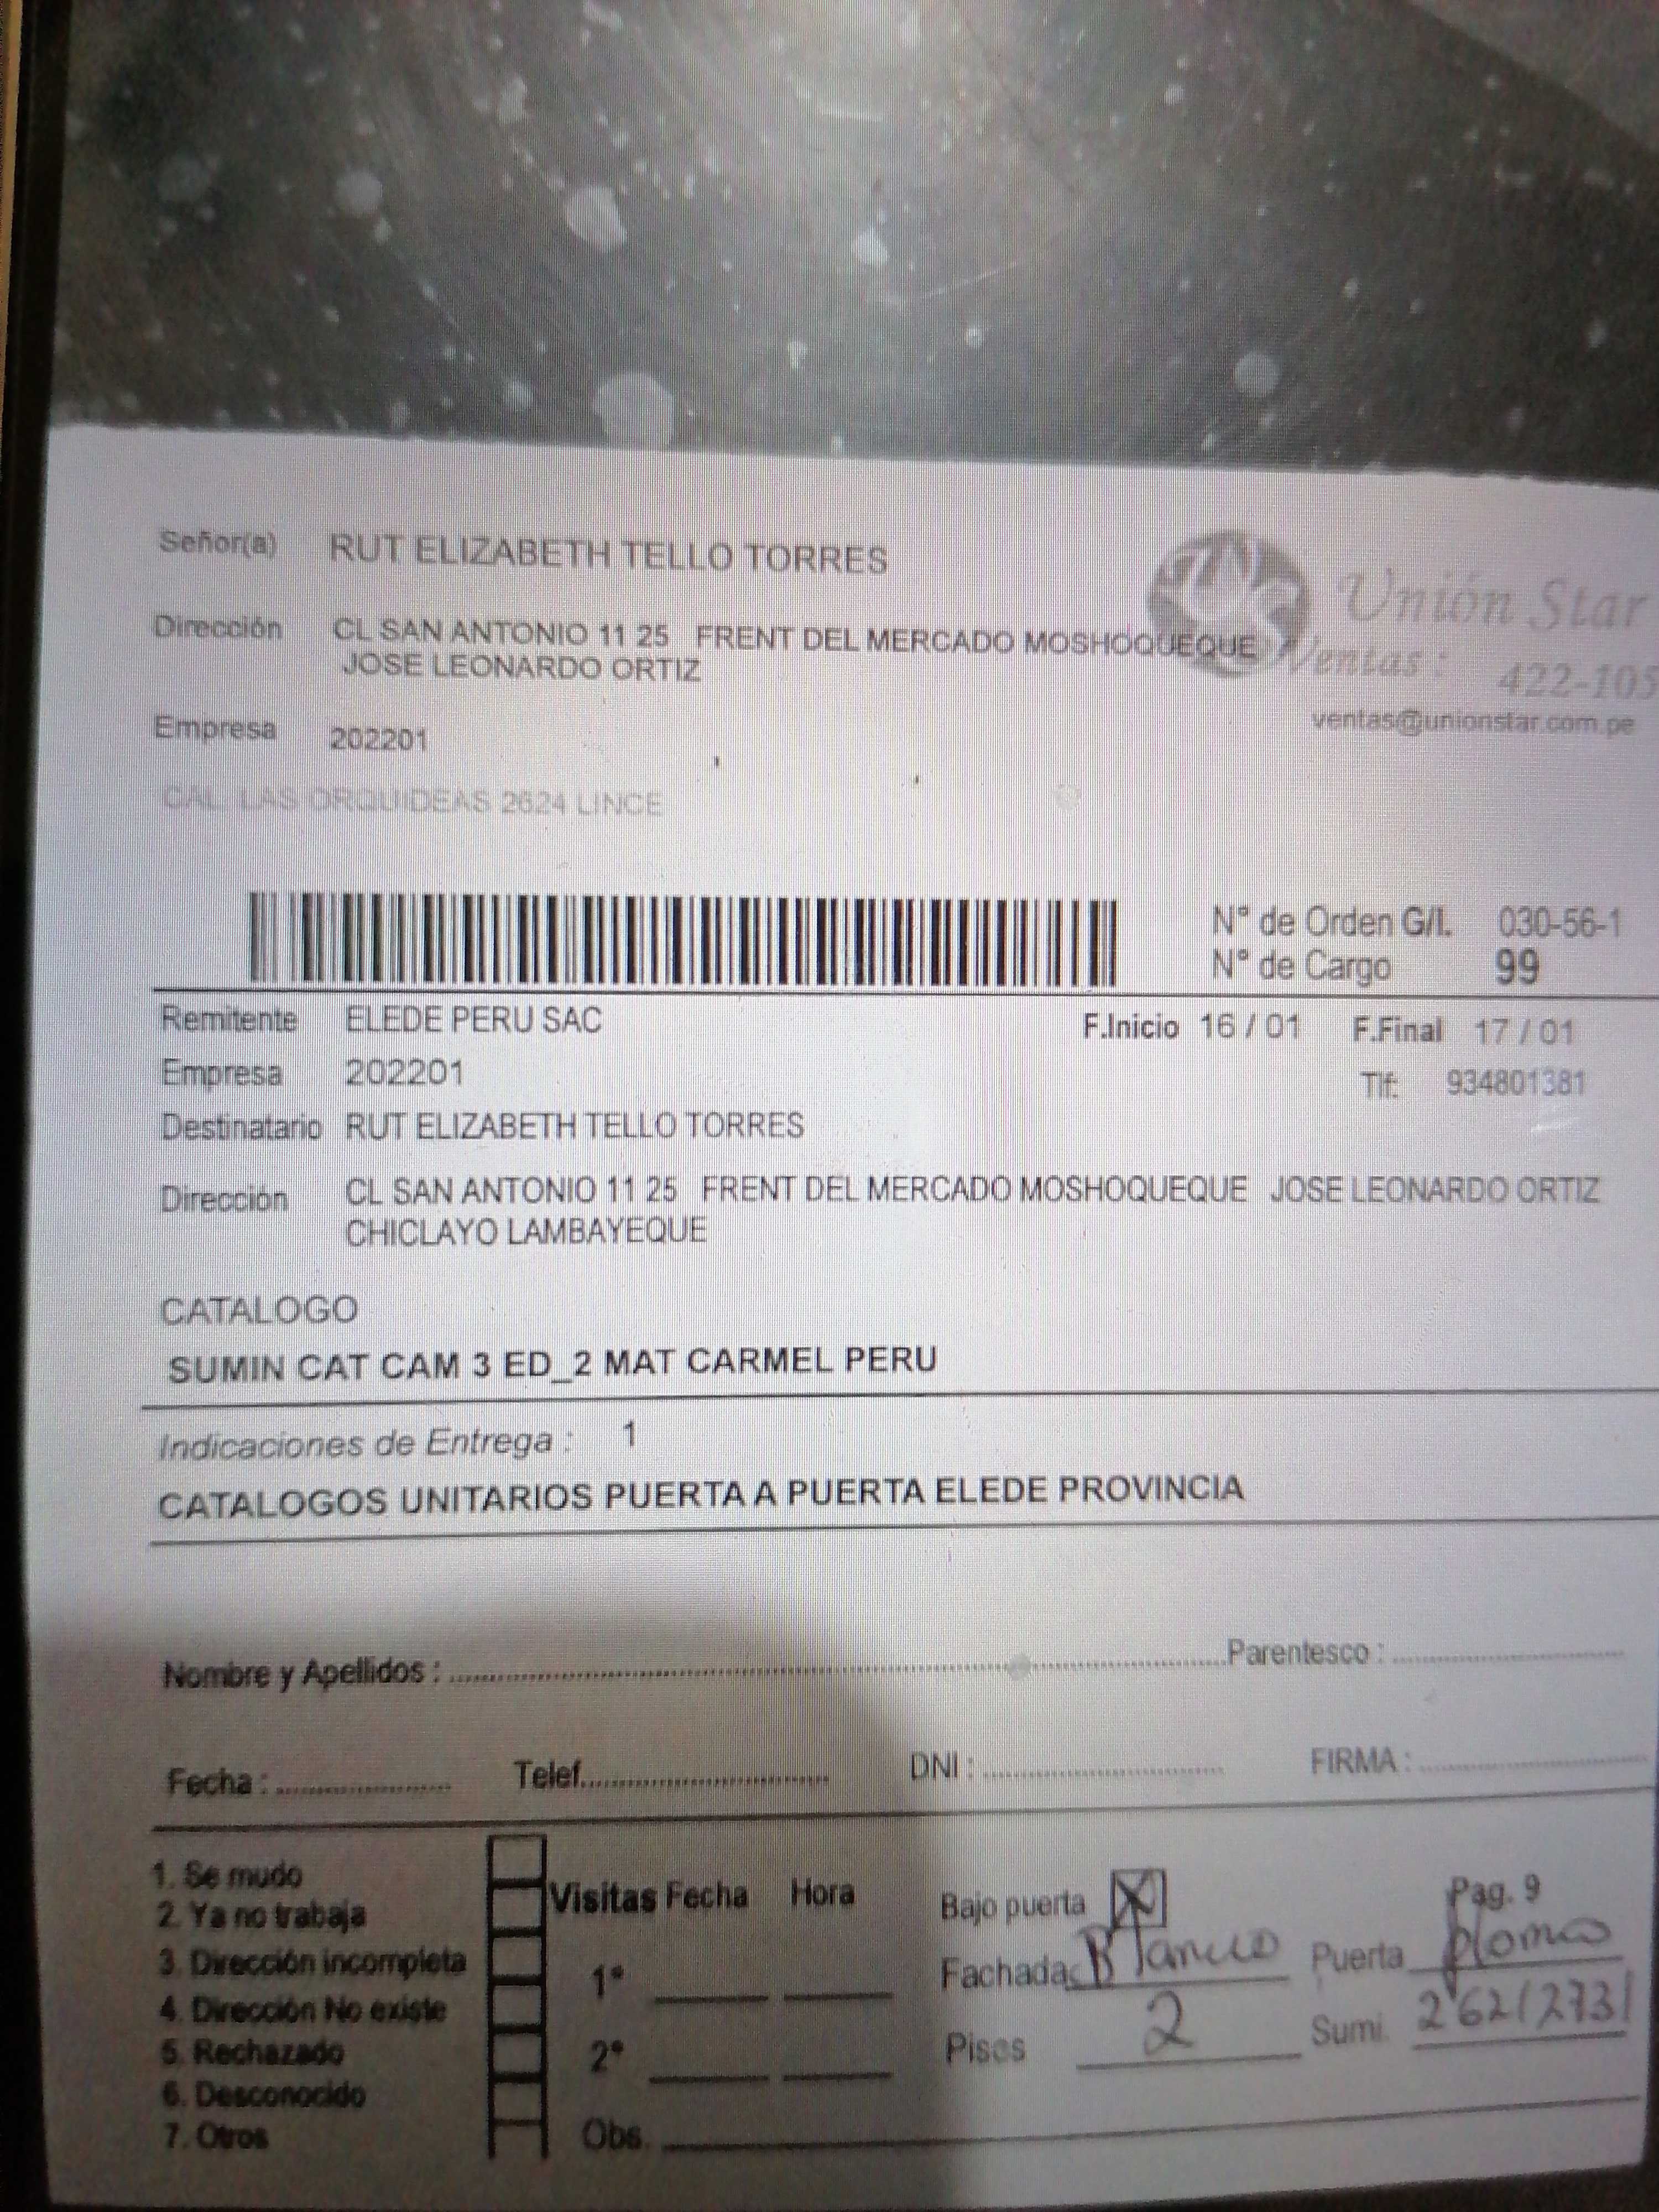 Señor(a) RUT ELIZABETH TELLO TORRES
Unión Star
Dirección CL SAN ANTONIO 11 25 FRENT DEL MERCADO MOSHOQUEQUE
JOSE LEONARDO ORTIZ
Ventas : 422-105
ventas@unionstar.com.pe
Empresa 202201
CAL LAS ORQUIDEAS 2624 LINCE
N° de Orden G/I. 030-56-1
N° de Cargo 99
Remitente ELEDE PERU SAC F.Inicio 16 / 01 F.Final 17 / 01
Empresa 202201 Tlf: 934801381
Destinatario RUT ELIZABETH TELLO TORRES
Dirección CL SAN ANTONIO 11 25 FRENT DEL MERCADO MOSHOQUEQUE JOSE LEONARDO ORTIZ
CHICLAYO LAMBAYEQUE
CATALOGO
SUMIN CAT CAM 3 ED_2 MAT CARMEL PERU
Indicaciones de Entrega : 1
CATALOGOS UNITARIOS PUERTA A PUERTA ELEDE PROVINCIA
Nombre y Apellidos : Parentesco :
Fecha : Telef. DNI : FIRMA :
1. Se mudo
2. Ya no trabaja
3. Dirección incompleta
4. Dirección No existe
5. Rechazado
6. Desconocido
7. Otros
Visitas Fecha Hora
1°
2°
Obs.
Bajo puerta X Pag. 9
Fachada Blanco Puerta plomo
Pisos 2 Sumi.